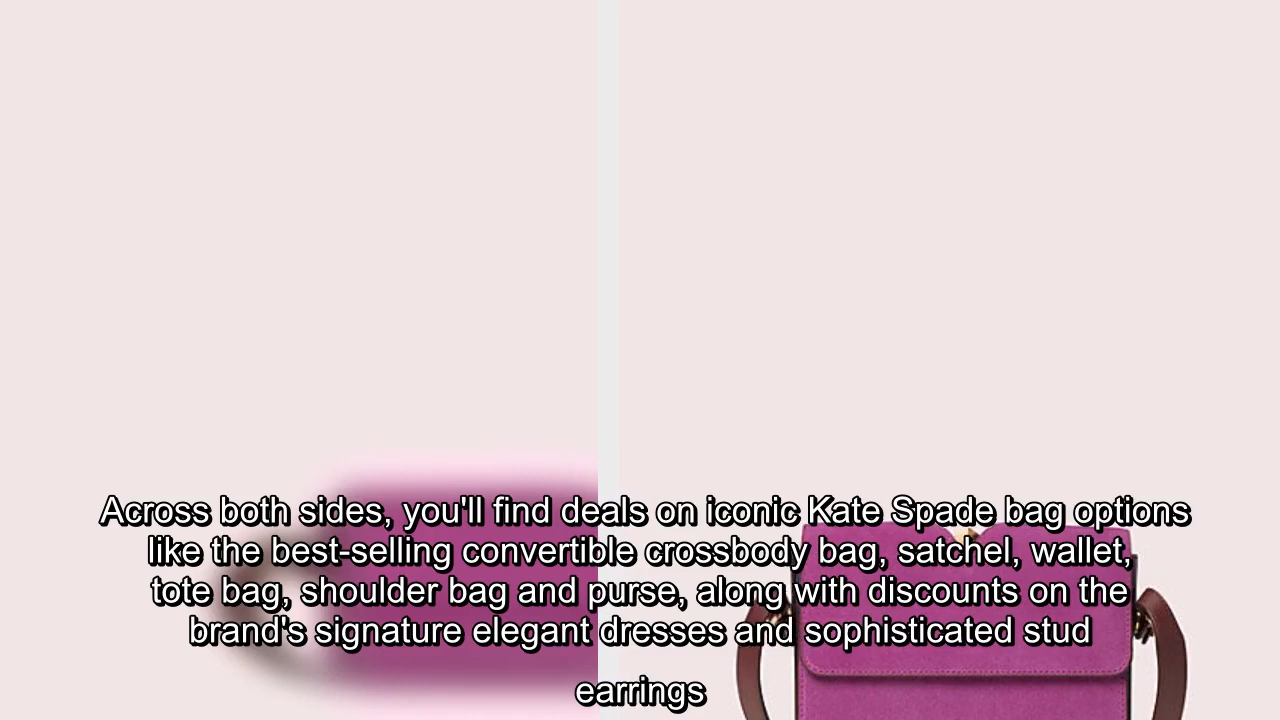 Across both sides, you'll find deals on iconic Kate Spade bag options
like the best-selling convertible crossbody bag, satchel, wallet,
tote bag, shoulder bag and purse, along with discounts on the
brand's signature elegant dresses and sophisticated stud
earrings